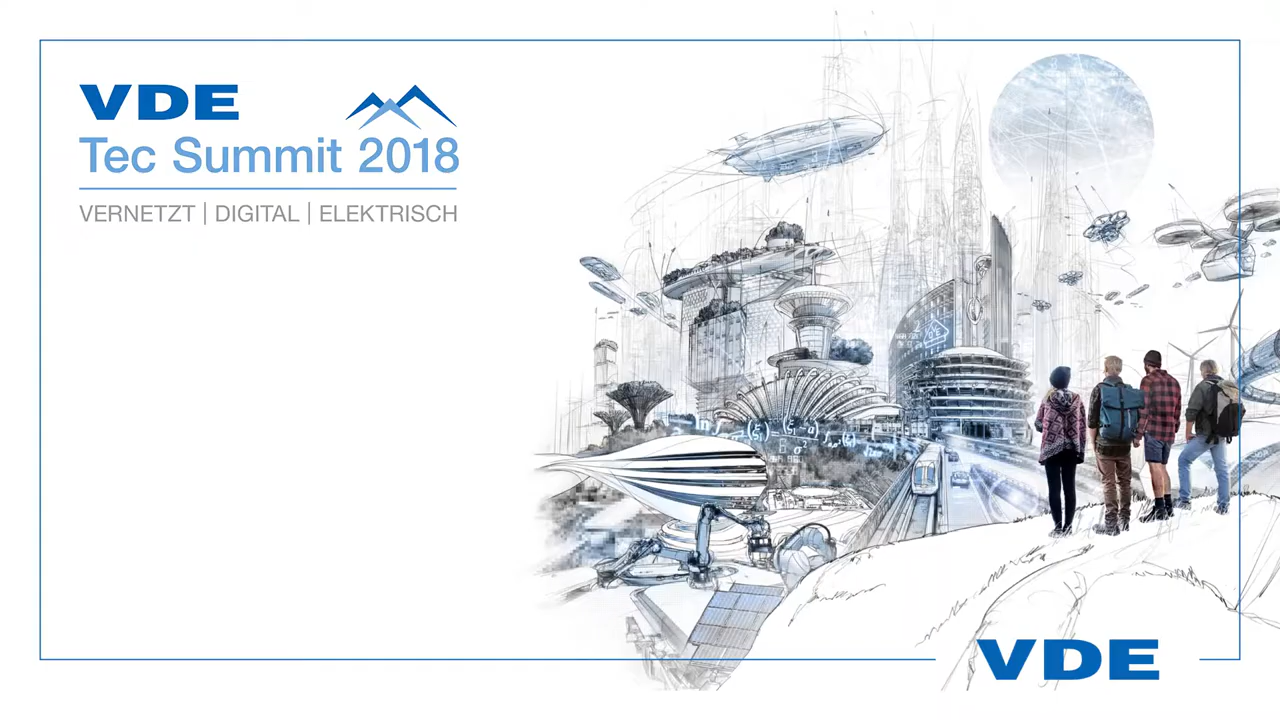 VDE
Tec Summit 2018
VERNETZT | DIGITAL | ELEKTRISCH
VDE